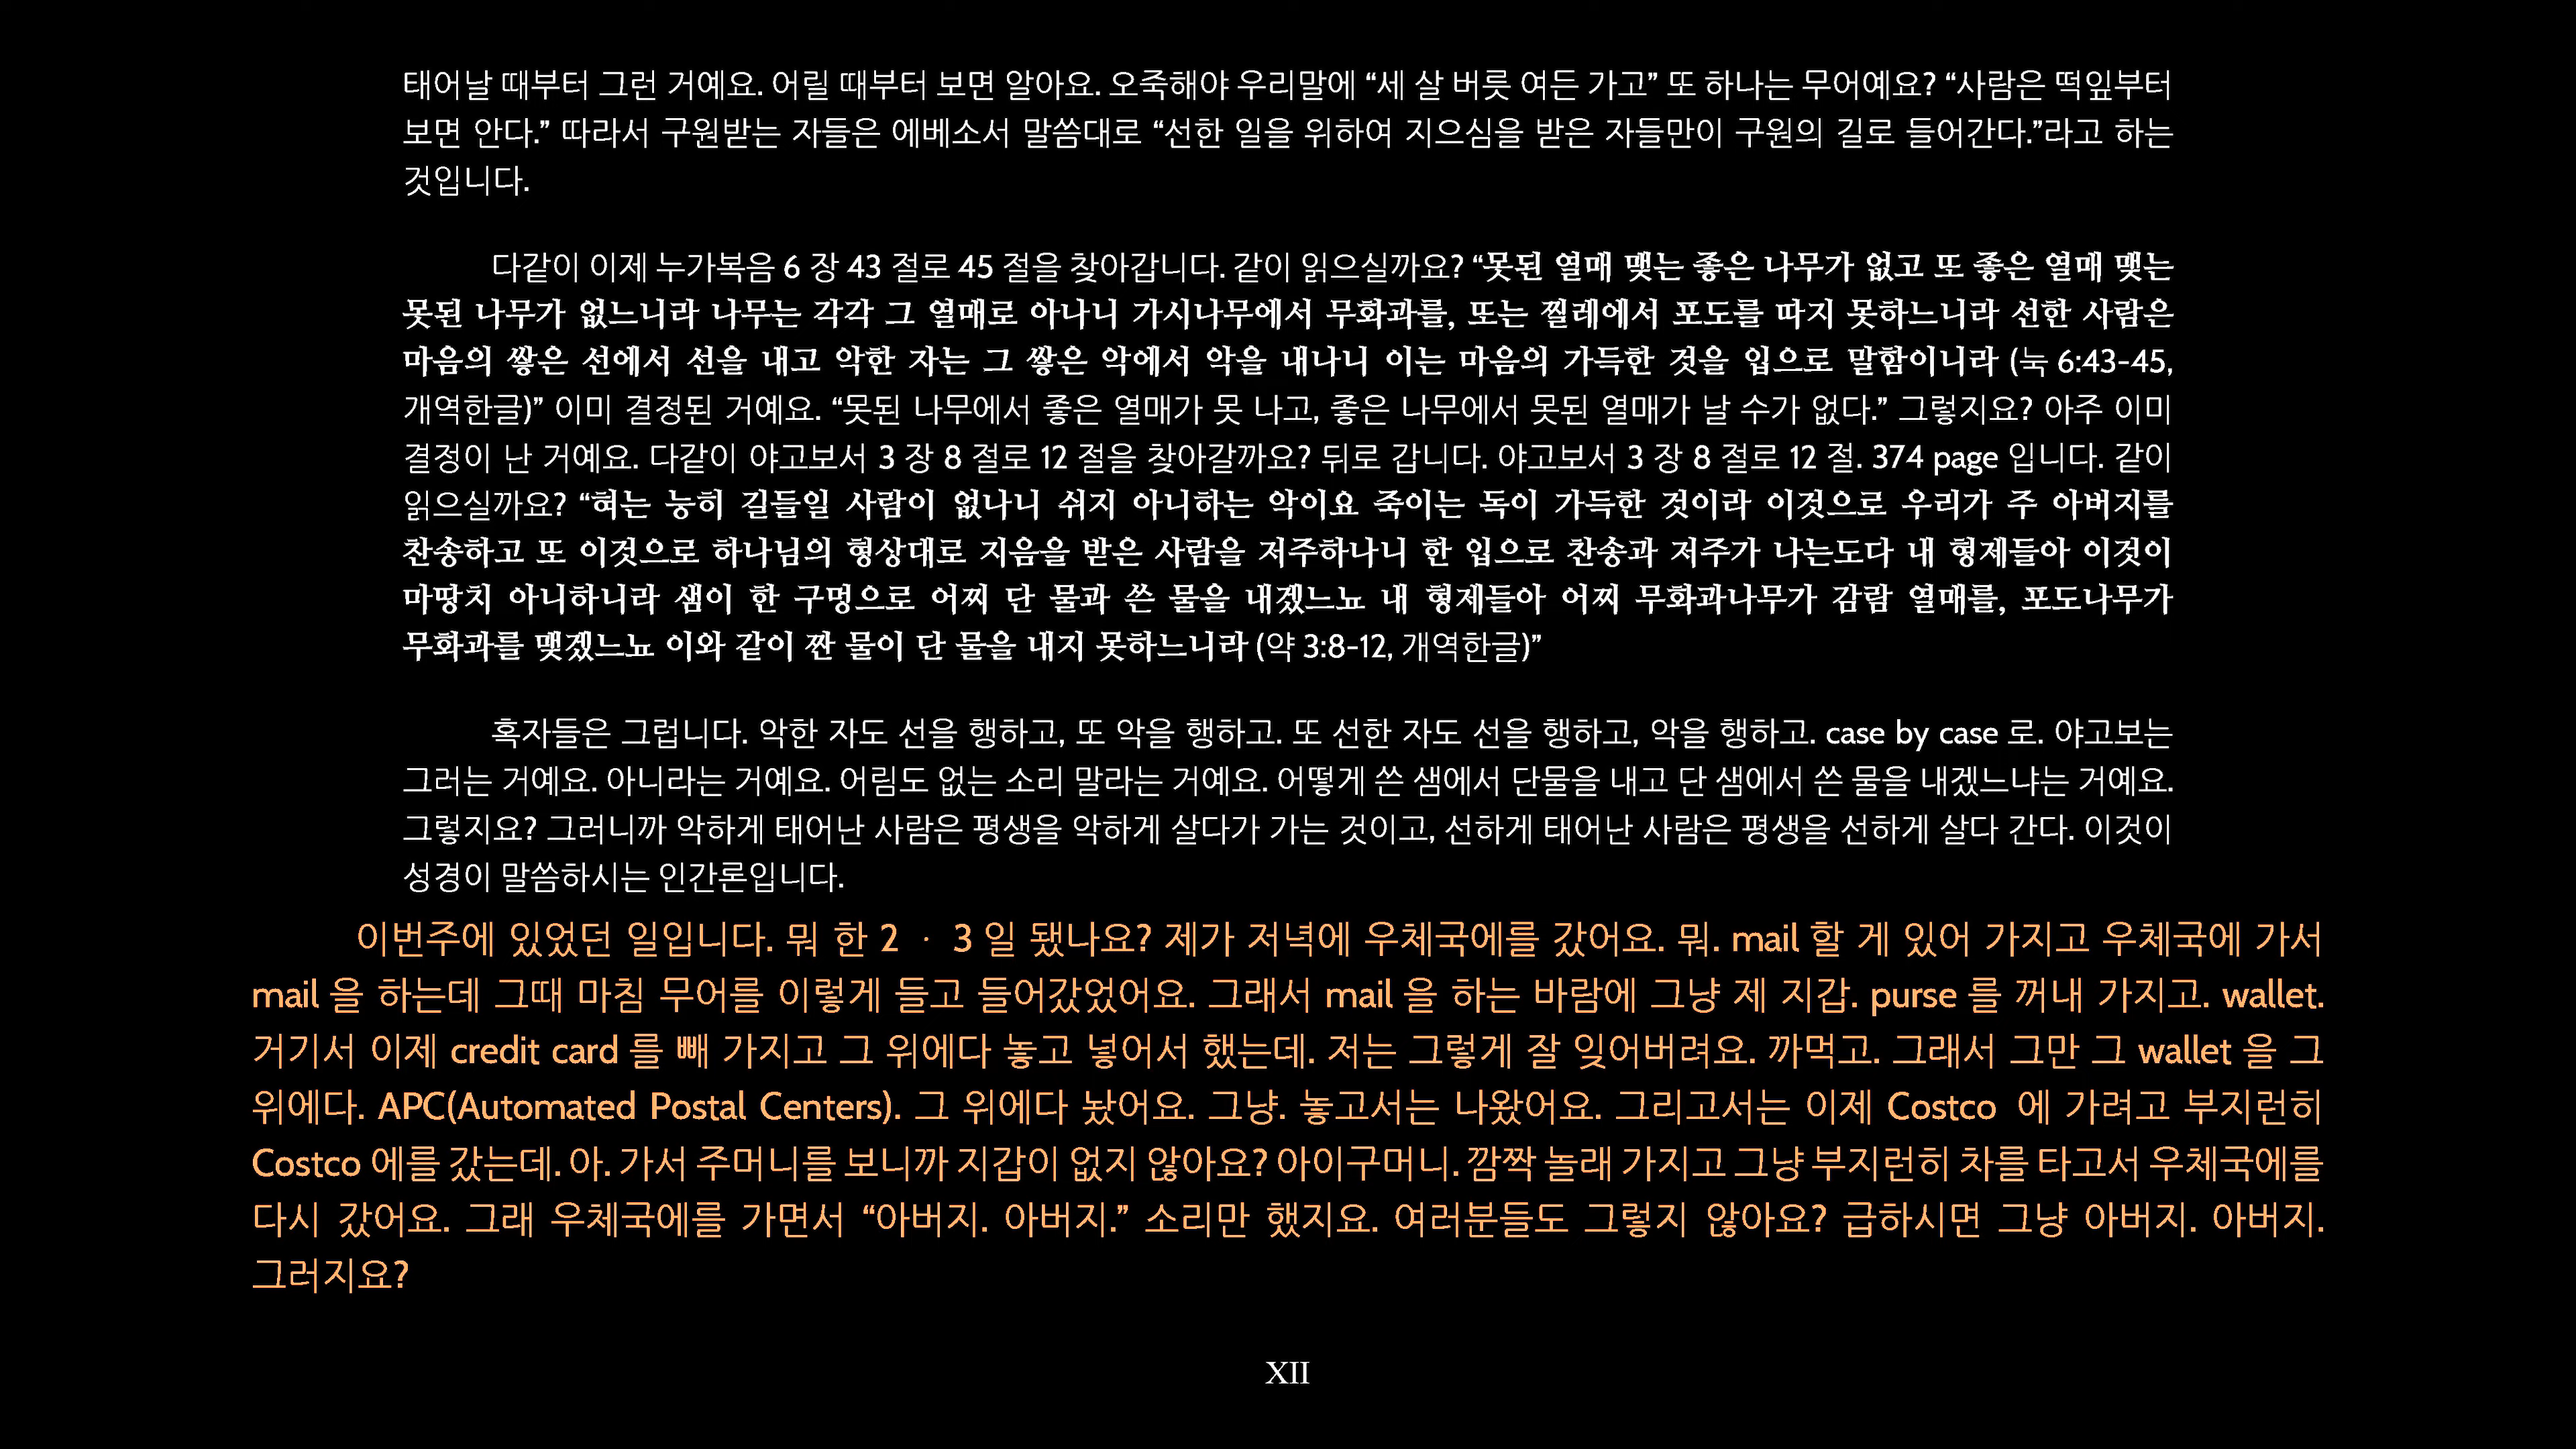 태어날 때부터 그런 거예요. 어릴 때부터 보면 알아요. 오죽해야 우리말에 “세 살 버릇 여든 가고” 또 하나는 무어예요? “사람은 떡잎부터
보면 안다.” 따라서 구원받는 자들은 에베소서 말씀대로 “선한 일을 위하여 지으심을 받은 자들만이 구원의 길로 들어간다.”라고 하는
것입니다.
다같이 이제 누가복음 6 장 43 절로 45 절을 찾아갑니다. 같이 읽으실까요? “못된 열매 맺는 좋은 나무가 없고 또 좋은 열매 맺는
못된 나무가 없느니라 나무는 각각 그 열매로 아나니 가시나무에서 무화과를, 또는 찔레에서 포도를 따지 못하느니라 선한 사람은
마음의 쌓은 선에서 선을 내고 악한 자는 그 쌓은 악에서 악을 내나니 이는 마음의 가득한 것을 입으로 말함이니라 (눅 6:43-45,
개역한글)” 이미 결정된 거예요. “못된 나무에서 좋은 열매가 못 나고, 좋은 나무에서 못된 열매가 날 수가 없다.” 그렇지요? 아주 이미
결정이 난 거예요. 다같이 야고보서 3 장 8 절로 12 절을 찾아갈까요? 뒤로 갑니다. 야고보서 3 장 8 절로 12 절. 374 page 입니다. 같이
읽으실까요? “혀는 능히 길들일 사람이 없나니 쉬지 아니하는 악이요 죽이는 독이 가득한 것이라 이것으로 우리가 주 아버지를
찬송하고 또 이것으로 하나님의 형상대로 지음을 받은 사람을 저주하나니 한 입으로 찬송과 저주가 나는도다 내 형제들아 이것이
마땅치 아니하니라 샘이 한 구멍으로 어찌 단 물과 쓴 물을 내겠느뇨 내 형제들아 어찌 무화과나무가 감람 열매를, 포도나무가
무화과를 맺겠느뇨 이와 같이 짠 물이 단 물을 내지 못하느니라 (약 3:8-12, 개역한글)”
혹자들은 그럽니다. 악한 자도 선을 행하고, 또 악을 행하고. 또 선한 자도 선을 행하고, 악을 행하고. case by case 로. 야고보는
그러는 거예요. 아니라는 거예요. 어림도 없는 소리 말라는 거예요. 어떻게 쓴 샘에서 단물을 내고 단 샘에서 쓴 물을 내겠느냐는 거예요.
그렇지요? 그러니까 악하게 태어난 사람은 평생을 악하게 살다가 가는 것이고, 선하게 태어난 사람은 평생을 선하게 살다 간다. 이것이
성경이 말씀하시는 인간론입니다.
이번주에 있었던 일입니다. 뭐 한 2 · 3 일 됐나요? 제가 저녁에 우체국에를 갔어요. 뭐. mail 할 게 있어 가지고 우체국에 가서
mail 을 하는데 그때 마침 무어를 이렇게 들고 들어갔었어요. 그래서 mail 을 하는 바람에 그냥 제 지갑. purse 를 꺼내 가지고. wallet.
거기서 이제 credit card 를 빼 가지고 그 위에다 놓고 넣어서 했는데. 저는 그렇게 잘 잊어버려요. 까먹고. 그래서 그만 그 wallet 을 그
위에다. APC(Automated Postal Centers). 그 위에다 놨어요. 그냥. 놓고서는 나왔어요. 그리고서는 이제 Costco 에 가려고 부지런히
Costco 에를 갔는데. 아. 가서 주머니를 보니까 지갑이 없지 않아요? 아이구머니. 깜짝 놀래 가지고 그냥 부지런히 차를 타고서 우체국에를
다시 갔어요. 그래 우체국에를 가면서 “아버지. 아버지.” 소리만 했지요. 여러분들도 그렇지 않아요? 급하시면 그냥 아버지. 아버지.
그러지요?
XII